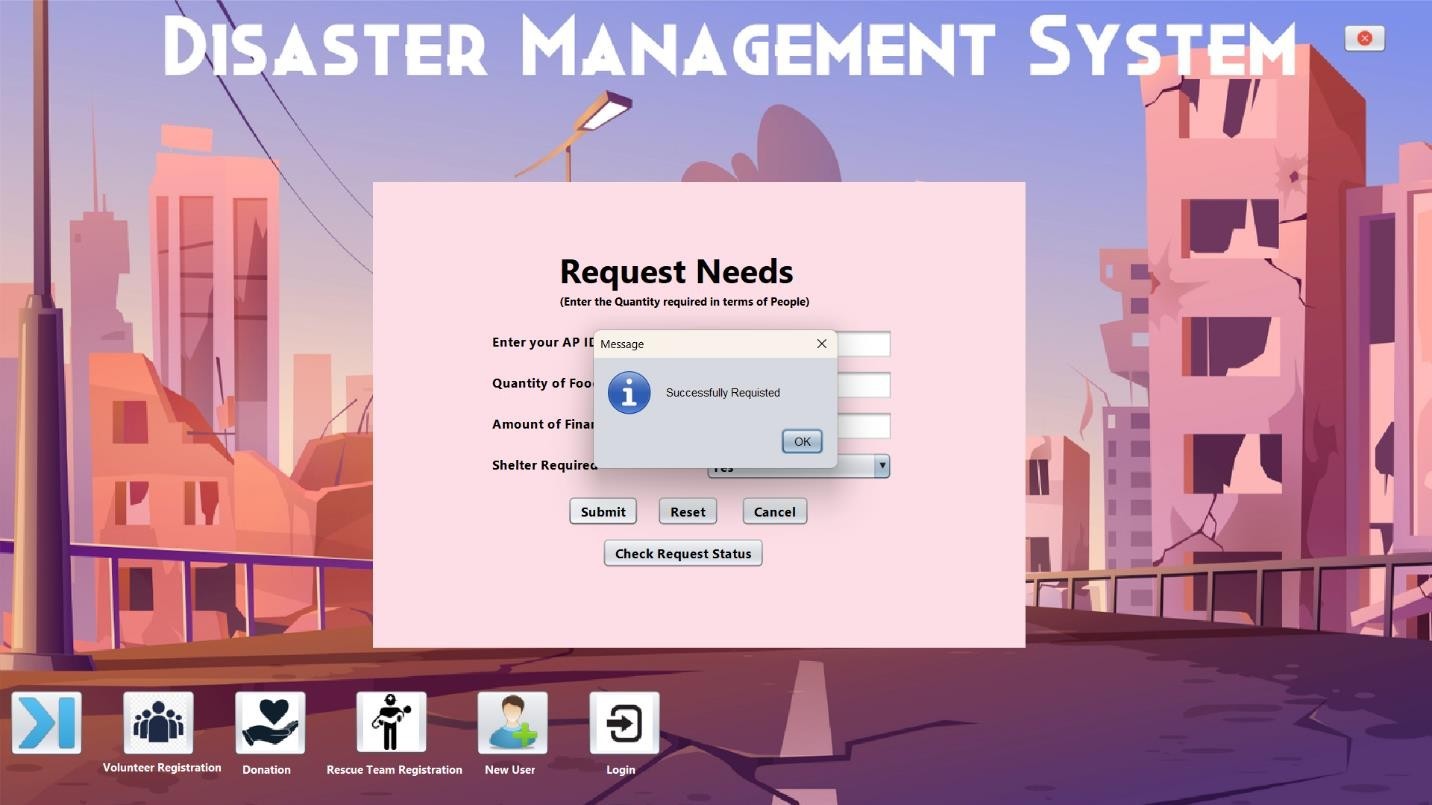 DISASTER MANAGEMENT SYSTEM
Request Needs
(Enter the Quantity required in terms of People)
Enter your AP ID
Message
Quantity of Foo
Successfully Requisted
Amount of Finan
OK
Shelter Required
Yes
Submit Reset Cancel
Check Request Status
Volunteer Registration Donation Rescue Team Registration New User Login